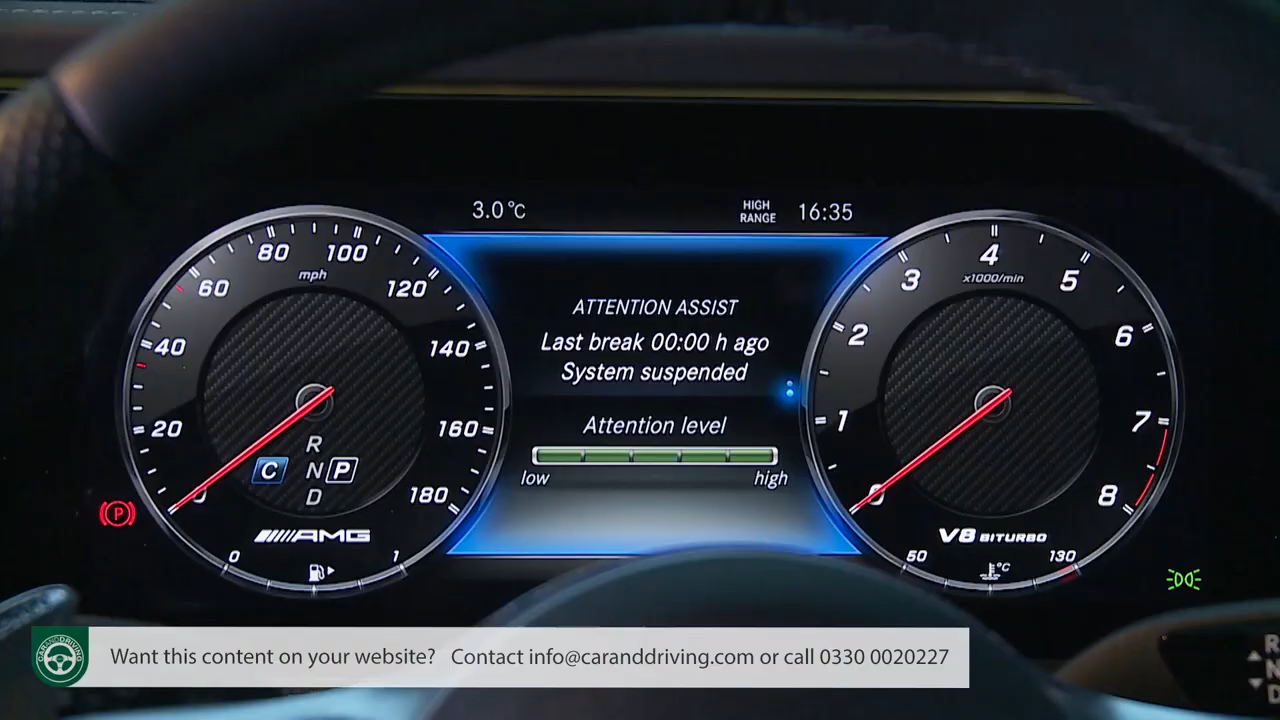 3.0°C
HIGH
RANGE
16:35
ATTENTION ASSIST
Last break 00:00 h ago
System suspended
Attention level
low high
0 20 40 60 80 100 120 140 160 180
mph
R
C N P
D
AMG
0 1
P
0 1 2 3 4 5 6 7 8
x1000/min
V8 BITURBO
50 130
°C
R
N
D
CARANDDRIVING
Want this content on your website? Contact info@caranddriving.com or call 0330 0020227